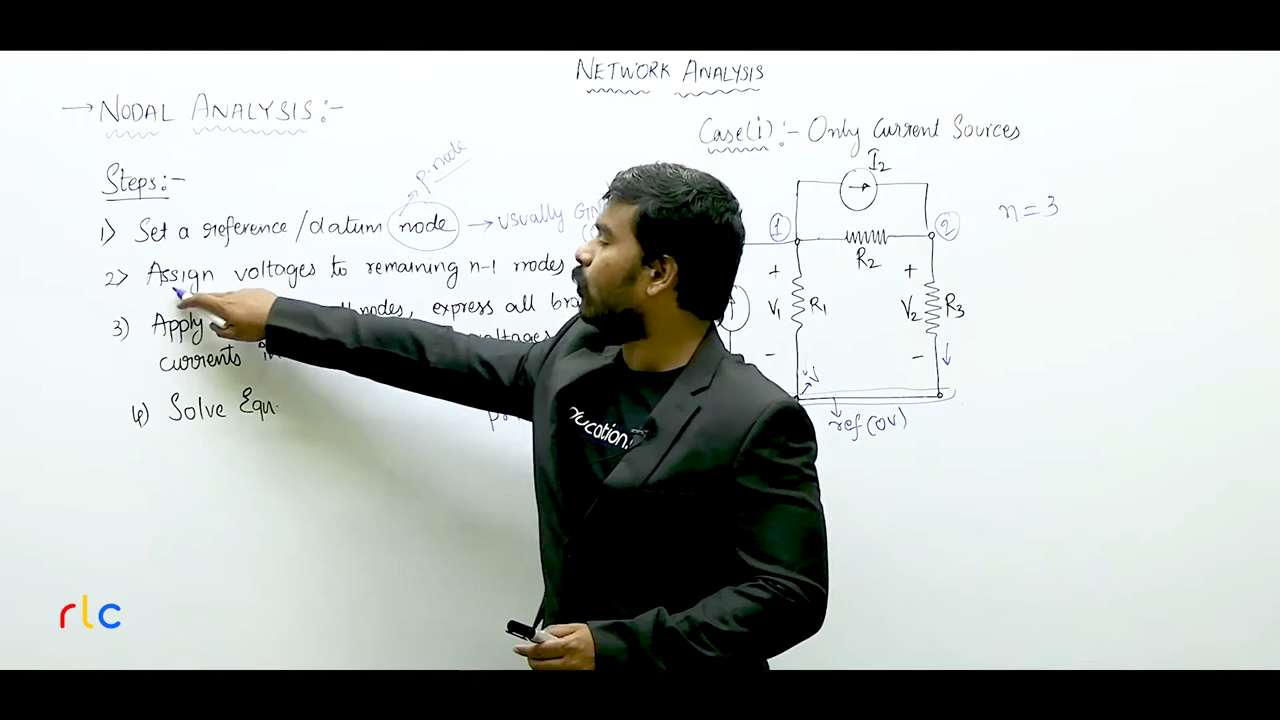 NETWORK ANALYSIS
→ NODAL ANALYSIS :-
Steps:-
p-node
1) Set a reference/datum node → usually
2) Assign voltages to remaining n-1 nodes
3) Apply nodes, express all
currents
4) Solve Equ.
Case(i) :- Only Current Sources
I2
1
2
n=3
R2
+
+
V1
R1
V2
R3
-
-
ref(0V)
ducation
rlc